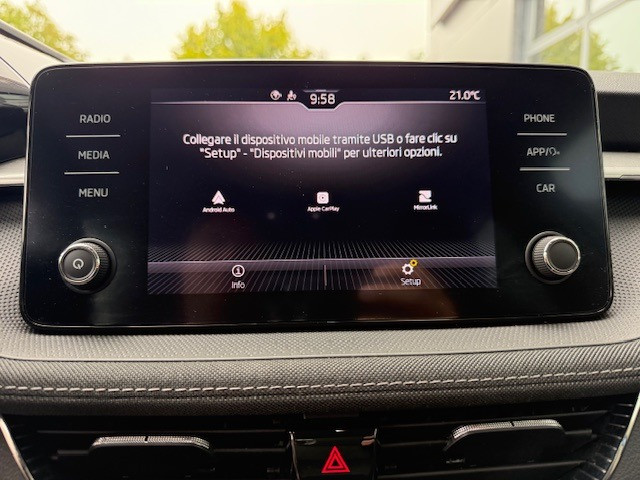 9:58
21.0°C
RADIO
MEDIA
MENU
Collegare il dispositivo mobile tramite USB o fare clic su
"Setup" - "Dispositivi mobili" per ulteriori opzioni.
Android Auto
Apple CarPlay
MirrorLink
Info
Setup
PHONE
APP/
CAR